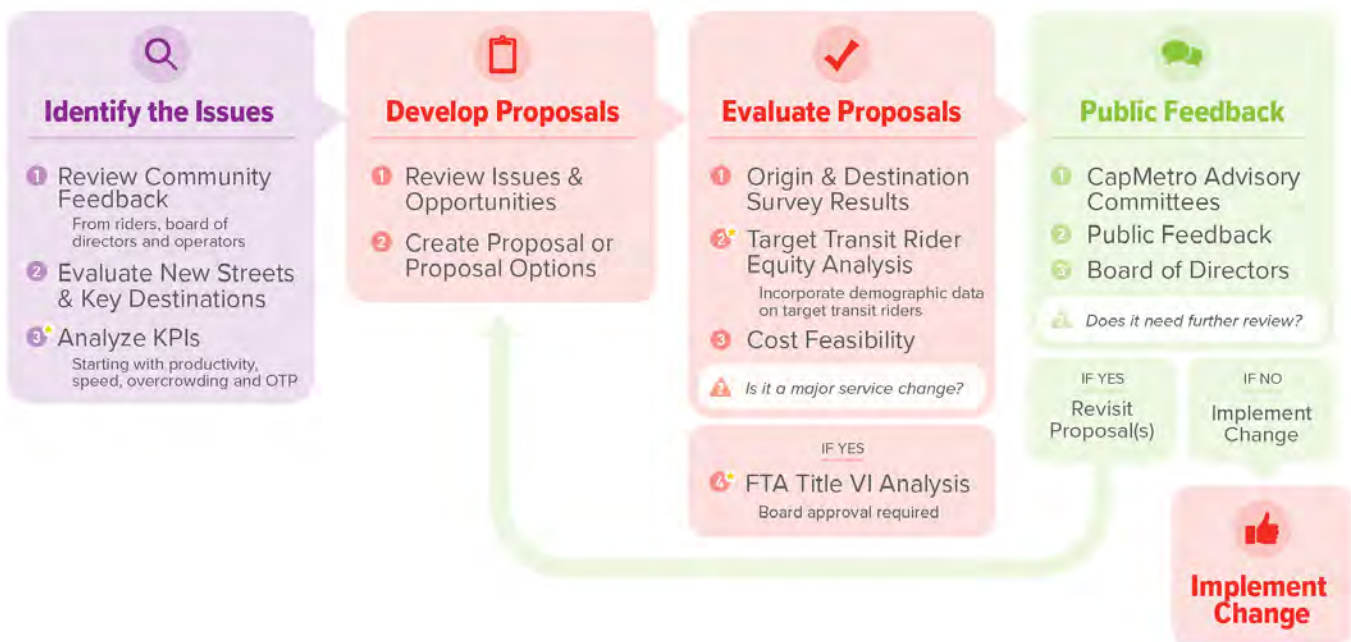 Identify the Issues
1 Review Community
Feedback
From riders, board of
directors and operators
2 Evaluate New Streets
& Key Destinations
3 Analyze KPIs
Starting with productivity,
speed, overcrowding and OTP
Develop Proposals
1 Review Issues &
Opportunities
2 Create Proposal or
Proposal Options
Evaluate Proposals
1 Origin & Destination
Survey Results
2 Target Transit Rider
Equity Analysis
Incorporate demographic data
on target transit riders
3 Cost Feasibility
? Is it a major service change?
IF YES
4 FTA Title VI Analysis
Board approval required
Public Feedback
1 CapMetro Advisory
Committees
2 Public Feedback
3 Board of Directors
? Does it need further review?
IF YES
Revisit
Proposal(s)
IF NO
Implement
Change
Implement
Change